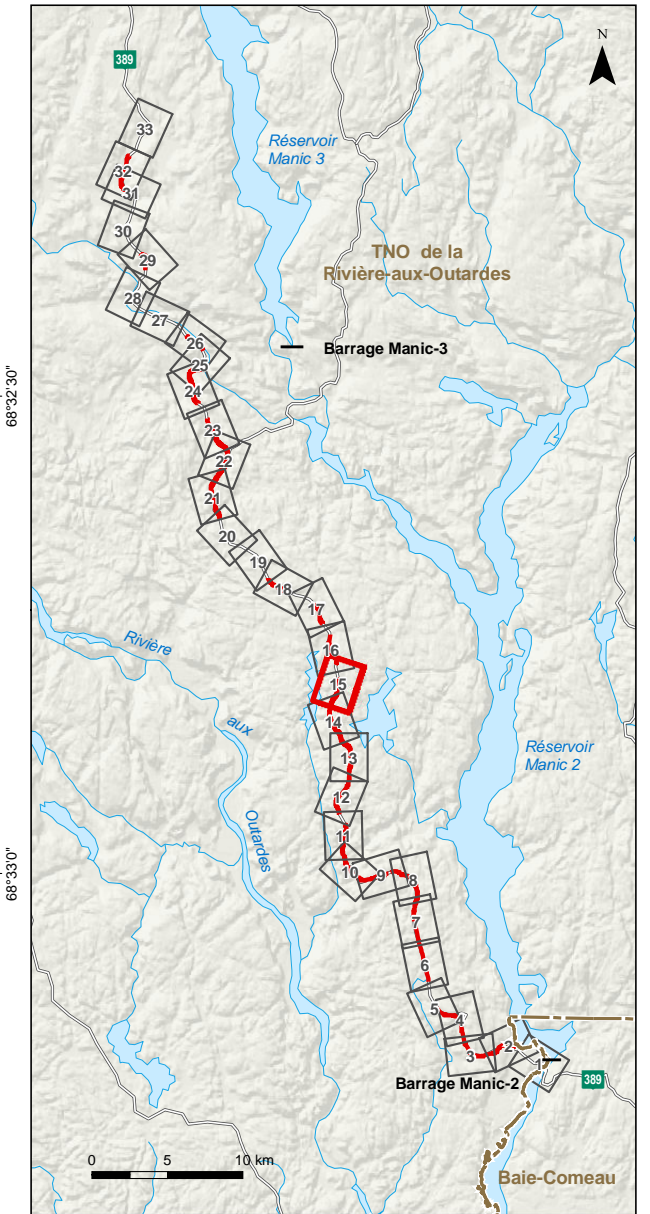 N
389
33
Réservoir
Manic 3
32
31
30
TNO de la
Rivière-aux-Outardes
29
28
27
26
Barrage Manic-3
25
24
68°32'30"
23
22
21
20
19
18
17
Rivière
16
15
aux
14
Réservoir
Manic 2
13
12
Outardes
11
10
9
8
68°33'0"
7
6
5
4
3
2
1
Barrage Manic-2
389
0 5 10 km
Baie-Comeau